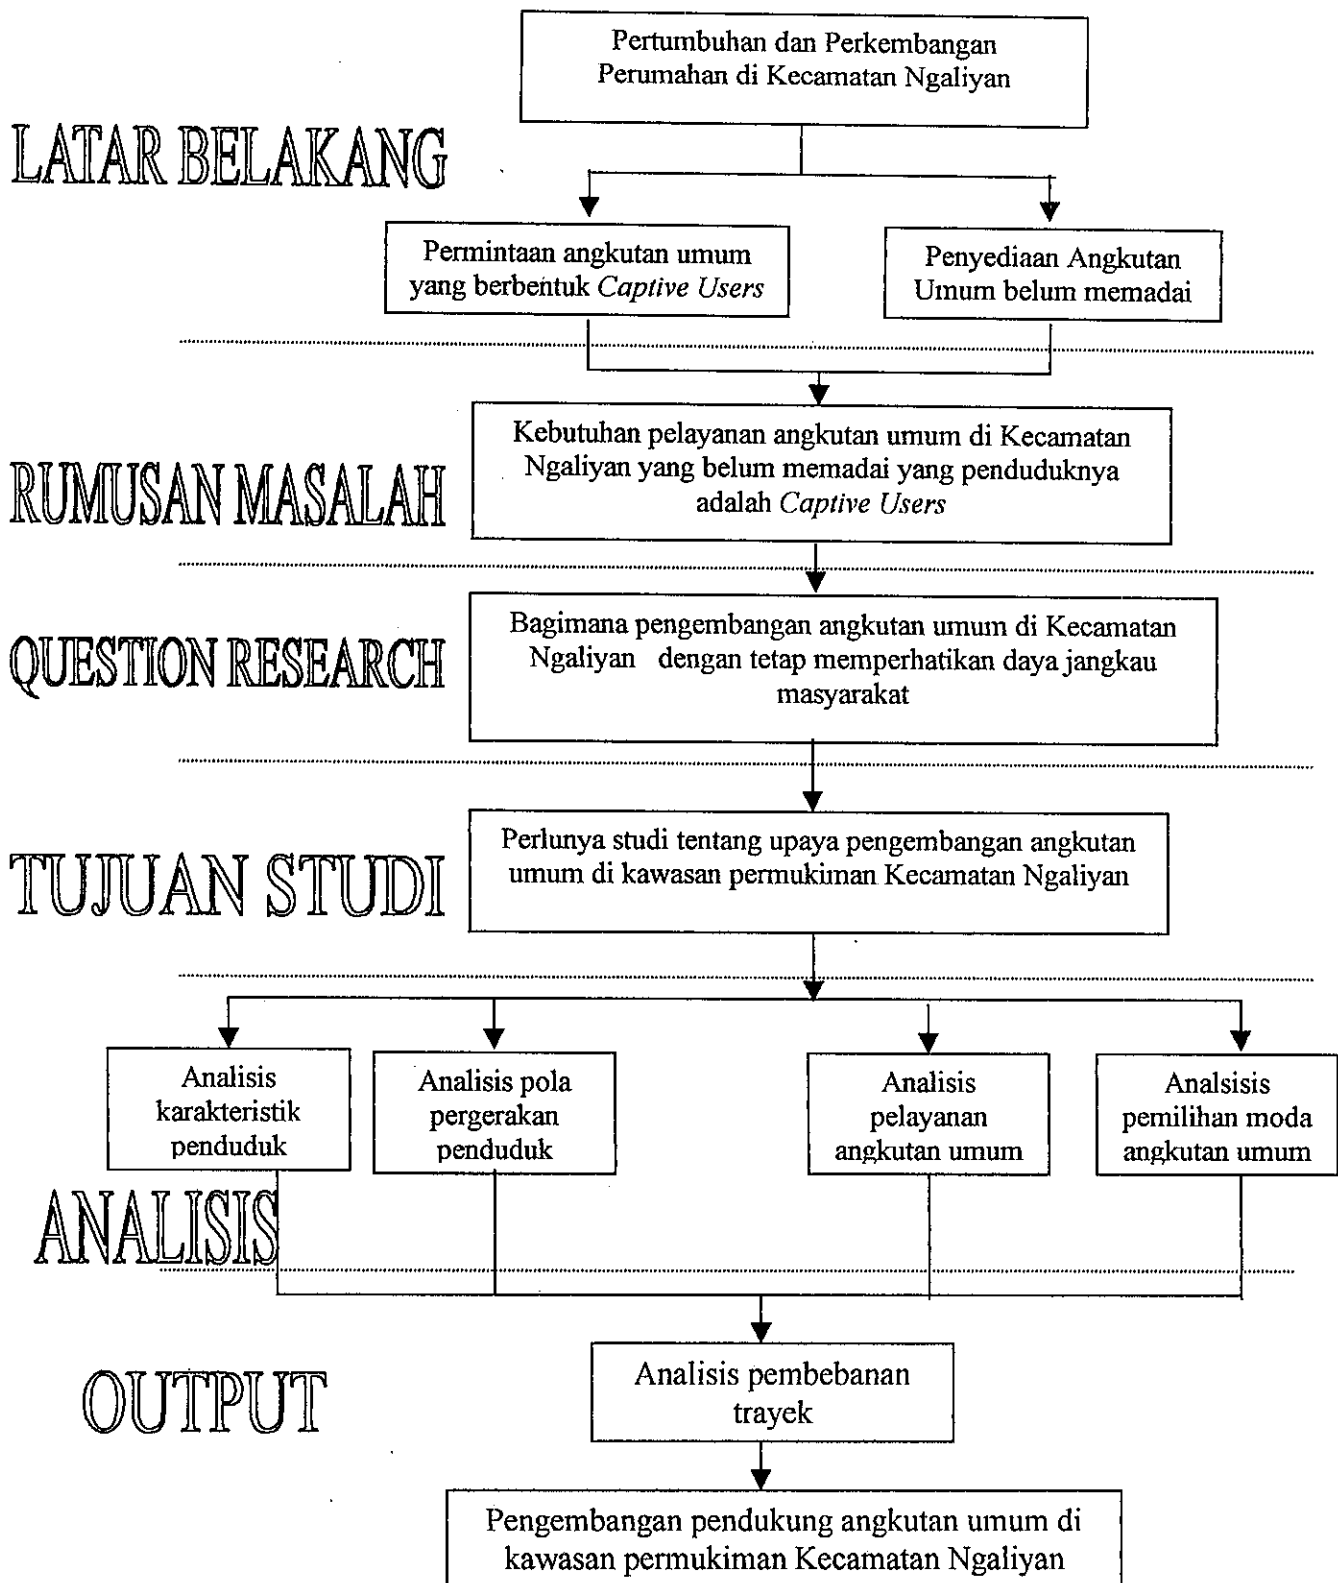 Pertumbuhan dan Perkembangan
Perumahan di Kecamatan Ngaliyan
LATAR BELAKANG
Permintaan angkutan umum
yang berbentuk Captive Users
Penyediaan Angkutan
Umum belum memadai
RUMUSAN MASALAH
Kebutuhan pelayanan angkutan umum di Kecamatan
Ngaliyan yang belum memadai yang penduduknya
adalah Captive Users
QUESTION RESEARCH
Bagimana pengembangan angkutan umum di Kecamatan
Ngaliyan dengan tetap memperhatikan daya jangkau
masyarakat
TUJUAN STUDI
Perlunya studi tentang upaya pengembangan angkutan
umum di kawasan permukiman Kecamatan Ngaliyan
Analisis
karakteristik
penduduk
Analisis pola
pergerakan
penduduk
Analisis
pelayanan
angkutan umum
Analsisis
pemilihan moda
angkutan umum
ANALISIS
OUTPUT
Analisis pembebanan
trayek
Pengembangan pendukung angkutan umum di
kawasan permukiman Kecamatan Ngaliyan